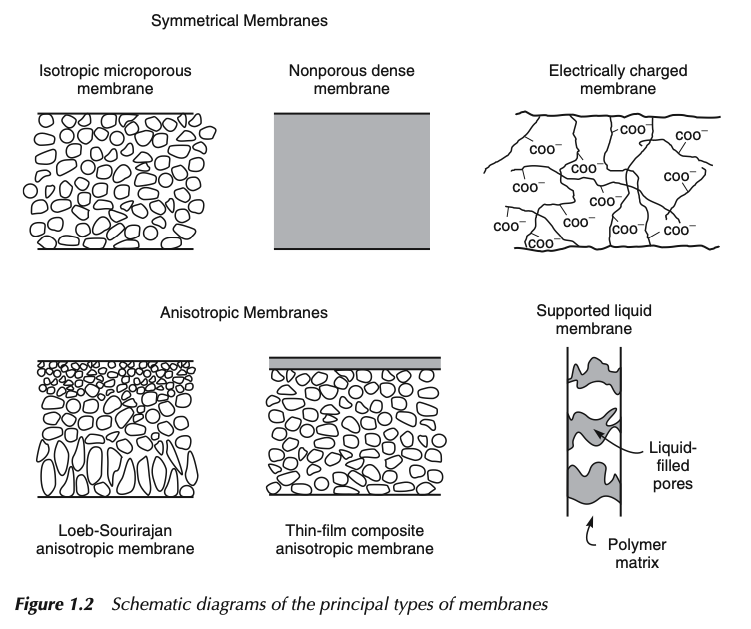 Symmetrical Membranes
Isotropic microporous
membrane
Nonporous dense
membrane
Electrically charged
membrane
COO⁻
COO⁻
COO⁻
COO⁻
COO⁻
COO⁻
COO⁻
COO⁻
COO⁻
COO⁻
COO⁻
COO⁻
Anisotropic Membranes
Supported liquid
membrane
Liquid-
filled
pores
Loeb-Sourirajan
anisotropic membrane
Thin-film composite
anisotropic membrane
Polymer
matrix
Figure 1.2 Schematic diagrams of the principal types of membranes